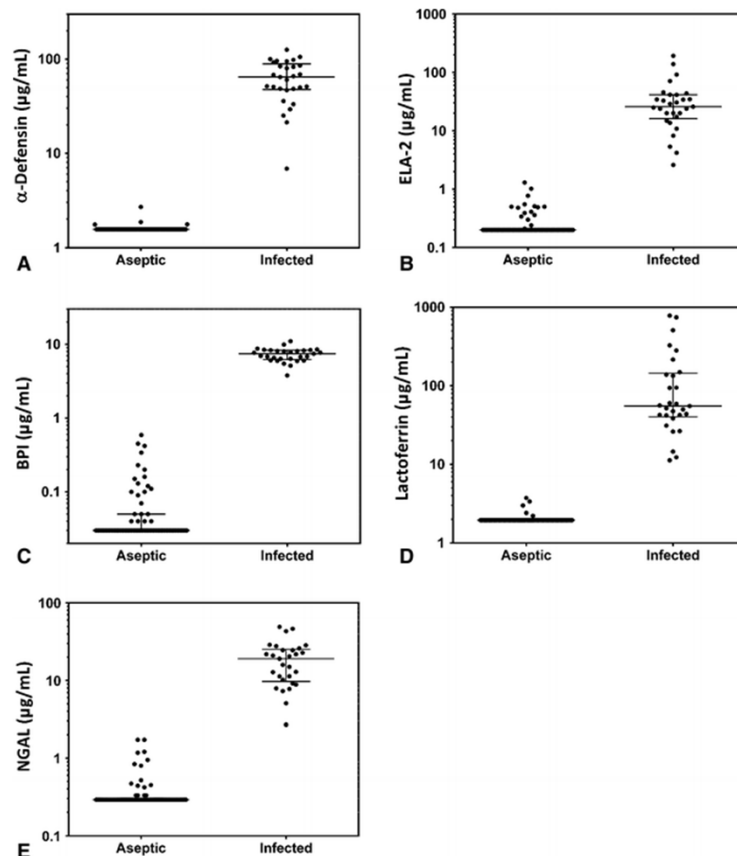 α-Defensin (µg/mL)
100
10
1
Aseptic
Infected
A
ELA-2 (µg/mL)
1000
100
10
1
0.1
Aseptic
Infected
B
BPI (µg/mL)
10
1
0.1
Aseptic
Infected
C
Lactoferrin (µg/mL)
1000
100
10
1
Aseptic
Infected
D
NGAL (µg/mL)
100
10
1
0.1
Aseptic
Infected
E